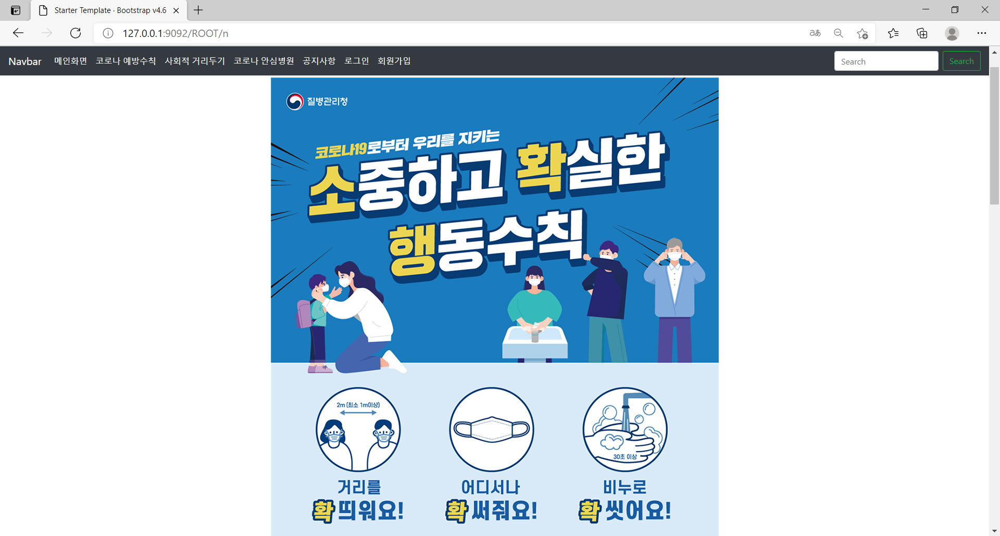 Starter Template · Bootstrap v4.6
127.0.0.1:9092/ROOT/n
Navbar 메인화면 코로나 예방수칙 사회적 거리두기 코로나 안심병원 공지사항 로그인 회원가입 Search Search
질병관리청
코로나19로부터 우리를 지키는
소중하고 확실한
행동수칙
2m (최소 1m이상)
30초 이상
거리를
확 띄워요!
어디서나
확 써줘요!
비누로
확 씻어요!